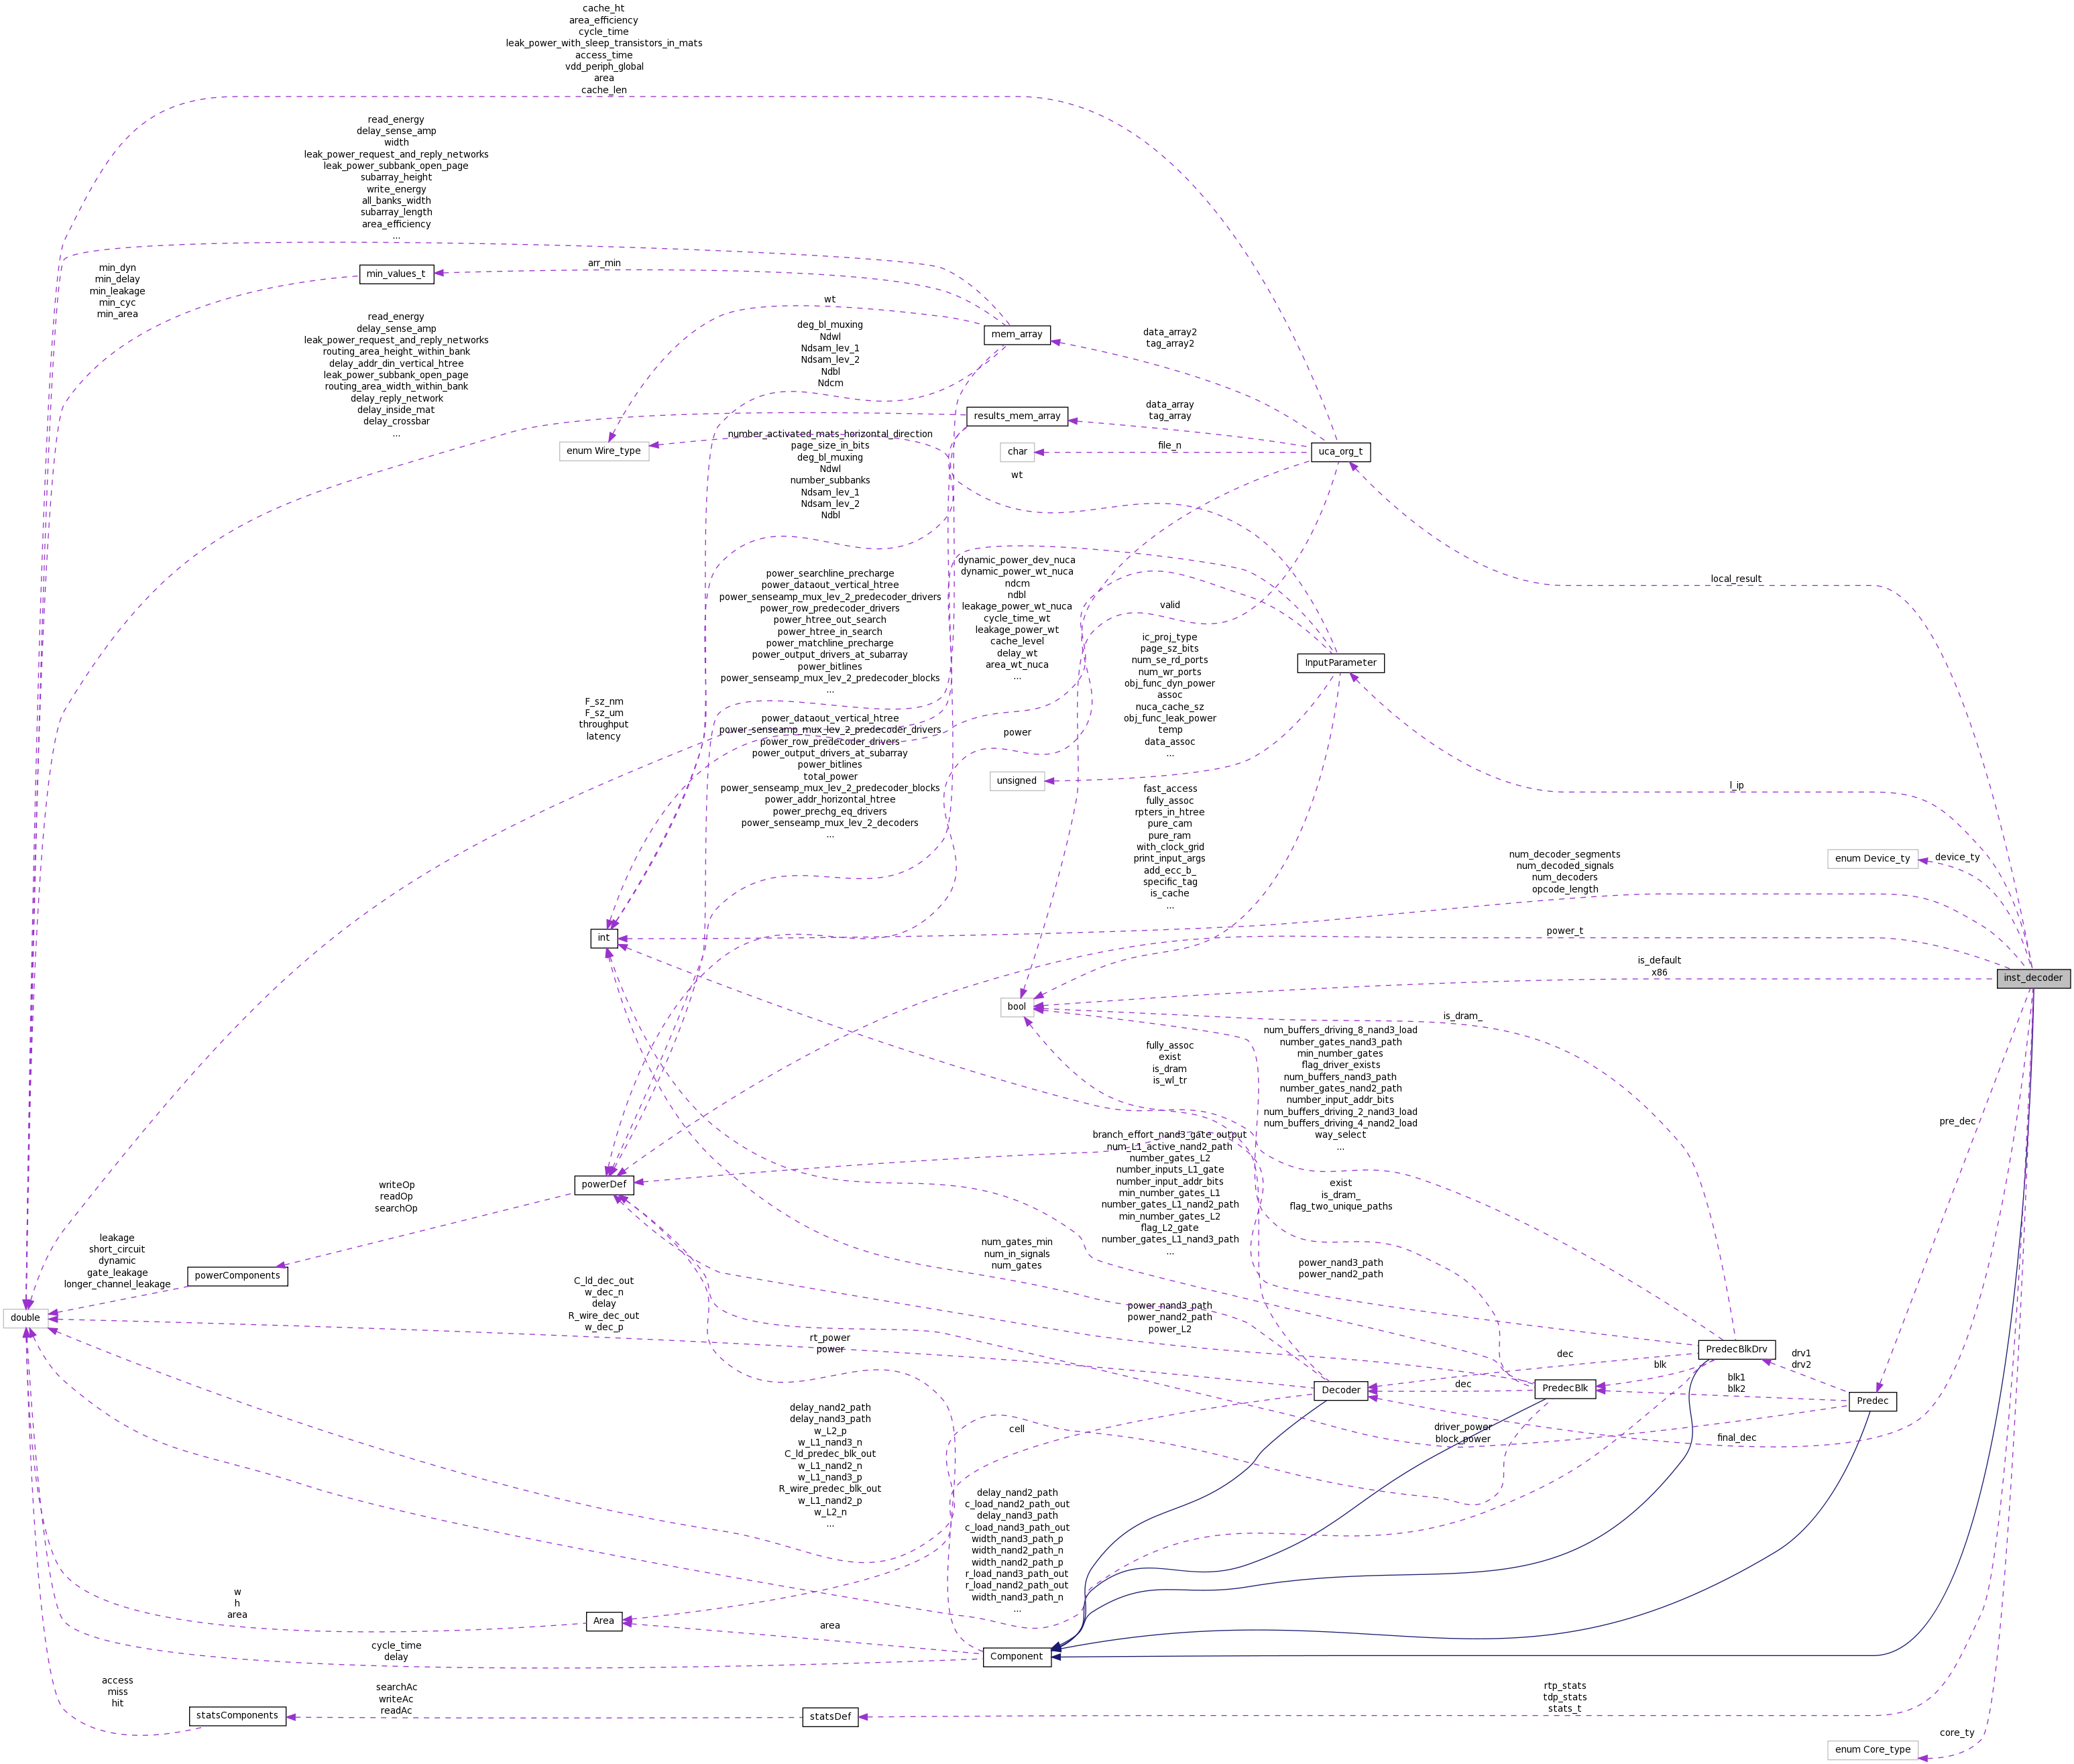 cache_ht
area_efficiency
cycle_time
leak_power_with_sleep_transistors_in_mats
access_time
vdd_periph_global
area
cache_len
read_energy
delay_sense_amp
width
leak_power_request_and_reply_networks
leak_power_subbank_open_page
subarray_height
write_energy
all_banks_width
subarray_length
area_efficiency
...
min_dyn
min_delay
min_leakage
min_cyc
min_area
min_values_t
arr_min
read_energy
delay_sense_amp
leak_power_request_and_reply_networks
routing_area_height_within_bank
delay_addr_din_vertical_htree
leak_power_subbank_open_page
routing_area_width_within_bank
delay_reply_network
delay_inside_mat
delay_crossbar
...
wt
deg_bl_muxing
Ndwl
Ndsam_lev_1
Ndsam_lev_2
Ndbl
Ndcm
mem_array
data_array2
tag_array2
results_mem_array
data_array
tag_array
enum Wire_type
char
file_n
uca_org_t
number_activated_mats_horizontal_direction
page_size_in_bits
deg_bl_muxing
Ndwl
number_subbanks
Ndsam_lev_1
Ndsam_lev_2
Ndbl
wt
local_result
power_searchline_precharge
power_dataout_vertical_htree
power_senseamp_mux_lev_2_predecoder_drivers
power_row_predecoder_drivers
power_htree_out_search
power_htree_in_search
power_matchline_precharge
power_output_drivers_at_subarray
power_bitlines
power_senseamp_mux_lev_2_predecoder_blocks
...
dynamic_power_dev_nuca
dynamic_power_wt_nuca
ndcm
ndbl
leakage_power_wt_nuca
cycle_time_wt
leakage_power_wt
cache_level
delay_wt
area_wt_nuca
...
valid
ic_proj_type
page_sz_bits
num_se_rd_ports
num_wr_ports
obj_func_dyn_power
assoc
nuca_cache_sz
obj_func_leak_power
temp
data_assoc
...
InputParameter
F_sz_nm
F_sz_um
throughput
latency
power_dataout_vertical_htree
power_senseamp_mux_lev_2_predecoder_drivers
power_row_predecoder_drivers
power_output_drivers_at_subarray
power_bitlines
total_power
power_senseamp_mux_lev_2_predecoder_blocks
power_addr_horizontal_htree
power_prechg_eq_drivers
power_senseamp_mux_lev_2_decoders
...
power
unsigned
l_ip
fast_access
fully_assoc
rpters_in_htree
pure_cam
pure_ram
with_clock_grid
print_input_args
add_ecc_b_
specific_tag
is_cache
...
num_decoder_segments
num_decoded_signals
num_decoders
opcode_length
enum Device_ty
device_ty
int
power_t
is_default
x86
inst_decoder
bool
is_dram_
fully_assoc
exist
is_dram
is_wl_tr
num_buffers_driving_8_nand3_load
number_gates_nand3_path
min_number_gates
flag_driver_exists
num_buffers_nand3_path
number_gates_nand2_path
number_input_addr_bits
num_buffers_driving_2_nand3_load
num_buffers_driving_4_nand2_load
way_select
...
pre_dec
branch_effort_nand3_gate_output
num_L1_active_nand2_path
number_gates_L2
number_inputs_L1_gate
number_input_addr_bits
min_number_gates_L1
number_gates_L1_nand2_path
min_number_gates_L2
flag_L2_gate
number_gates_L1_nand3_path
...
exist
is_dram_
flag_two_unique_paths
powerDef
writeOp
readOp
searchOp
leakage
short_circuit
dynamic
gate_leakage
longer_channel_leakage
powerComponents
num_gates_min
num_in_signals
num_gates
power_nand3_path
power_nand2_path
double
C_ld_dec_out
w_dec_n
delay
R_wire_dec_out
w_dec_p
rt_power
power
power_nand3_path
power_nand2_path
power_L2
PredecBlkDrv
dec
blk
drv1
drv2
Decoder
dec
PredecBlk
blk1
blk2
Predec
delay_nand2_path
delay_nand3_path
w_L2_p
w_L1_nand3_n
C_ld_predec_blk_out
w_L1_nand2_n
w_L1_nand3_p
R_wire_predec_blk_out
w_L1_nand2_p
w_L2_n
...
cell
driver_power
block_power
final_dec
delay_nand2_path
c_load_nand2_path_out
delay_nand3_path
c_load_nand3_path_out
width_nand3_path_p
width_nand2_path_n
width_nand2_path_p
r_load_nand3_path_out
r_load_nand2_path_out
width_nand3_path_n
...
w
h
area
Area
area
cycle_time
delay
Component
access
miss
hit
statsComponents
searchAc
writeAc
readAc
statsDef
rtp_stats
tdp_stats
stats_t
core_ty
enum Core_type